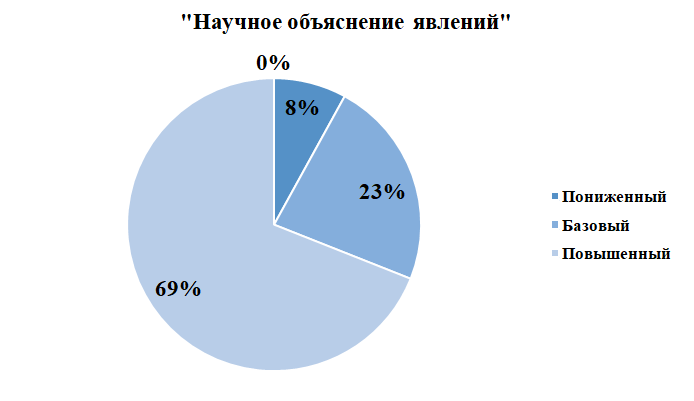 "Научное объяснение явлений"
0%
8%
23%
69%
Пониженный
Базовый
Повышенный